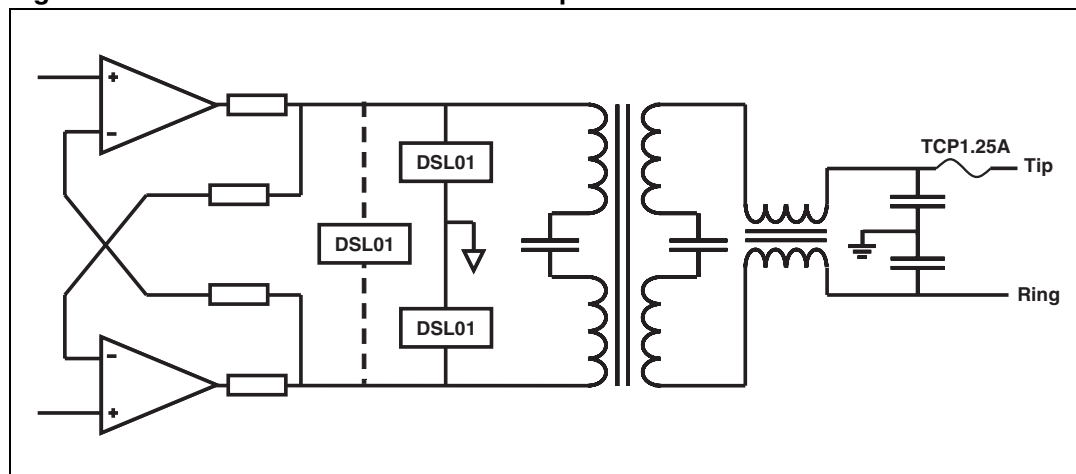 +
−
DSL01
DSL01
DSL01
−
+
TCP1.25A
Tip
Ring